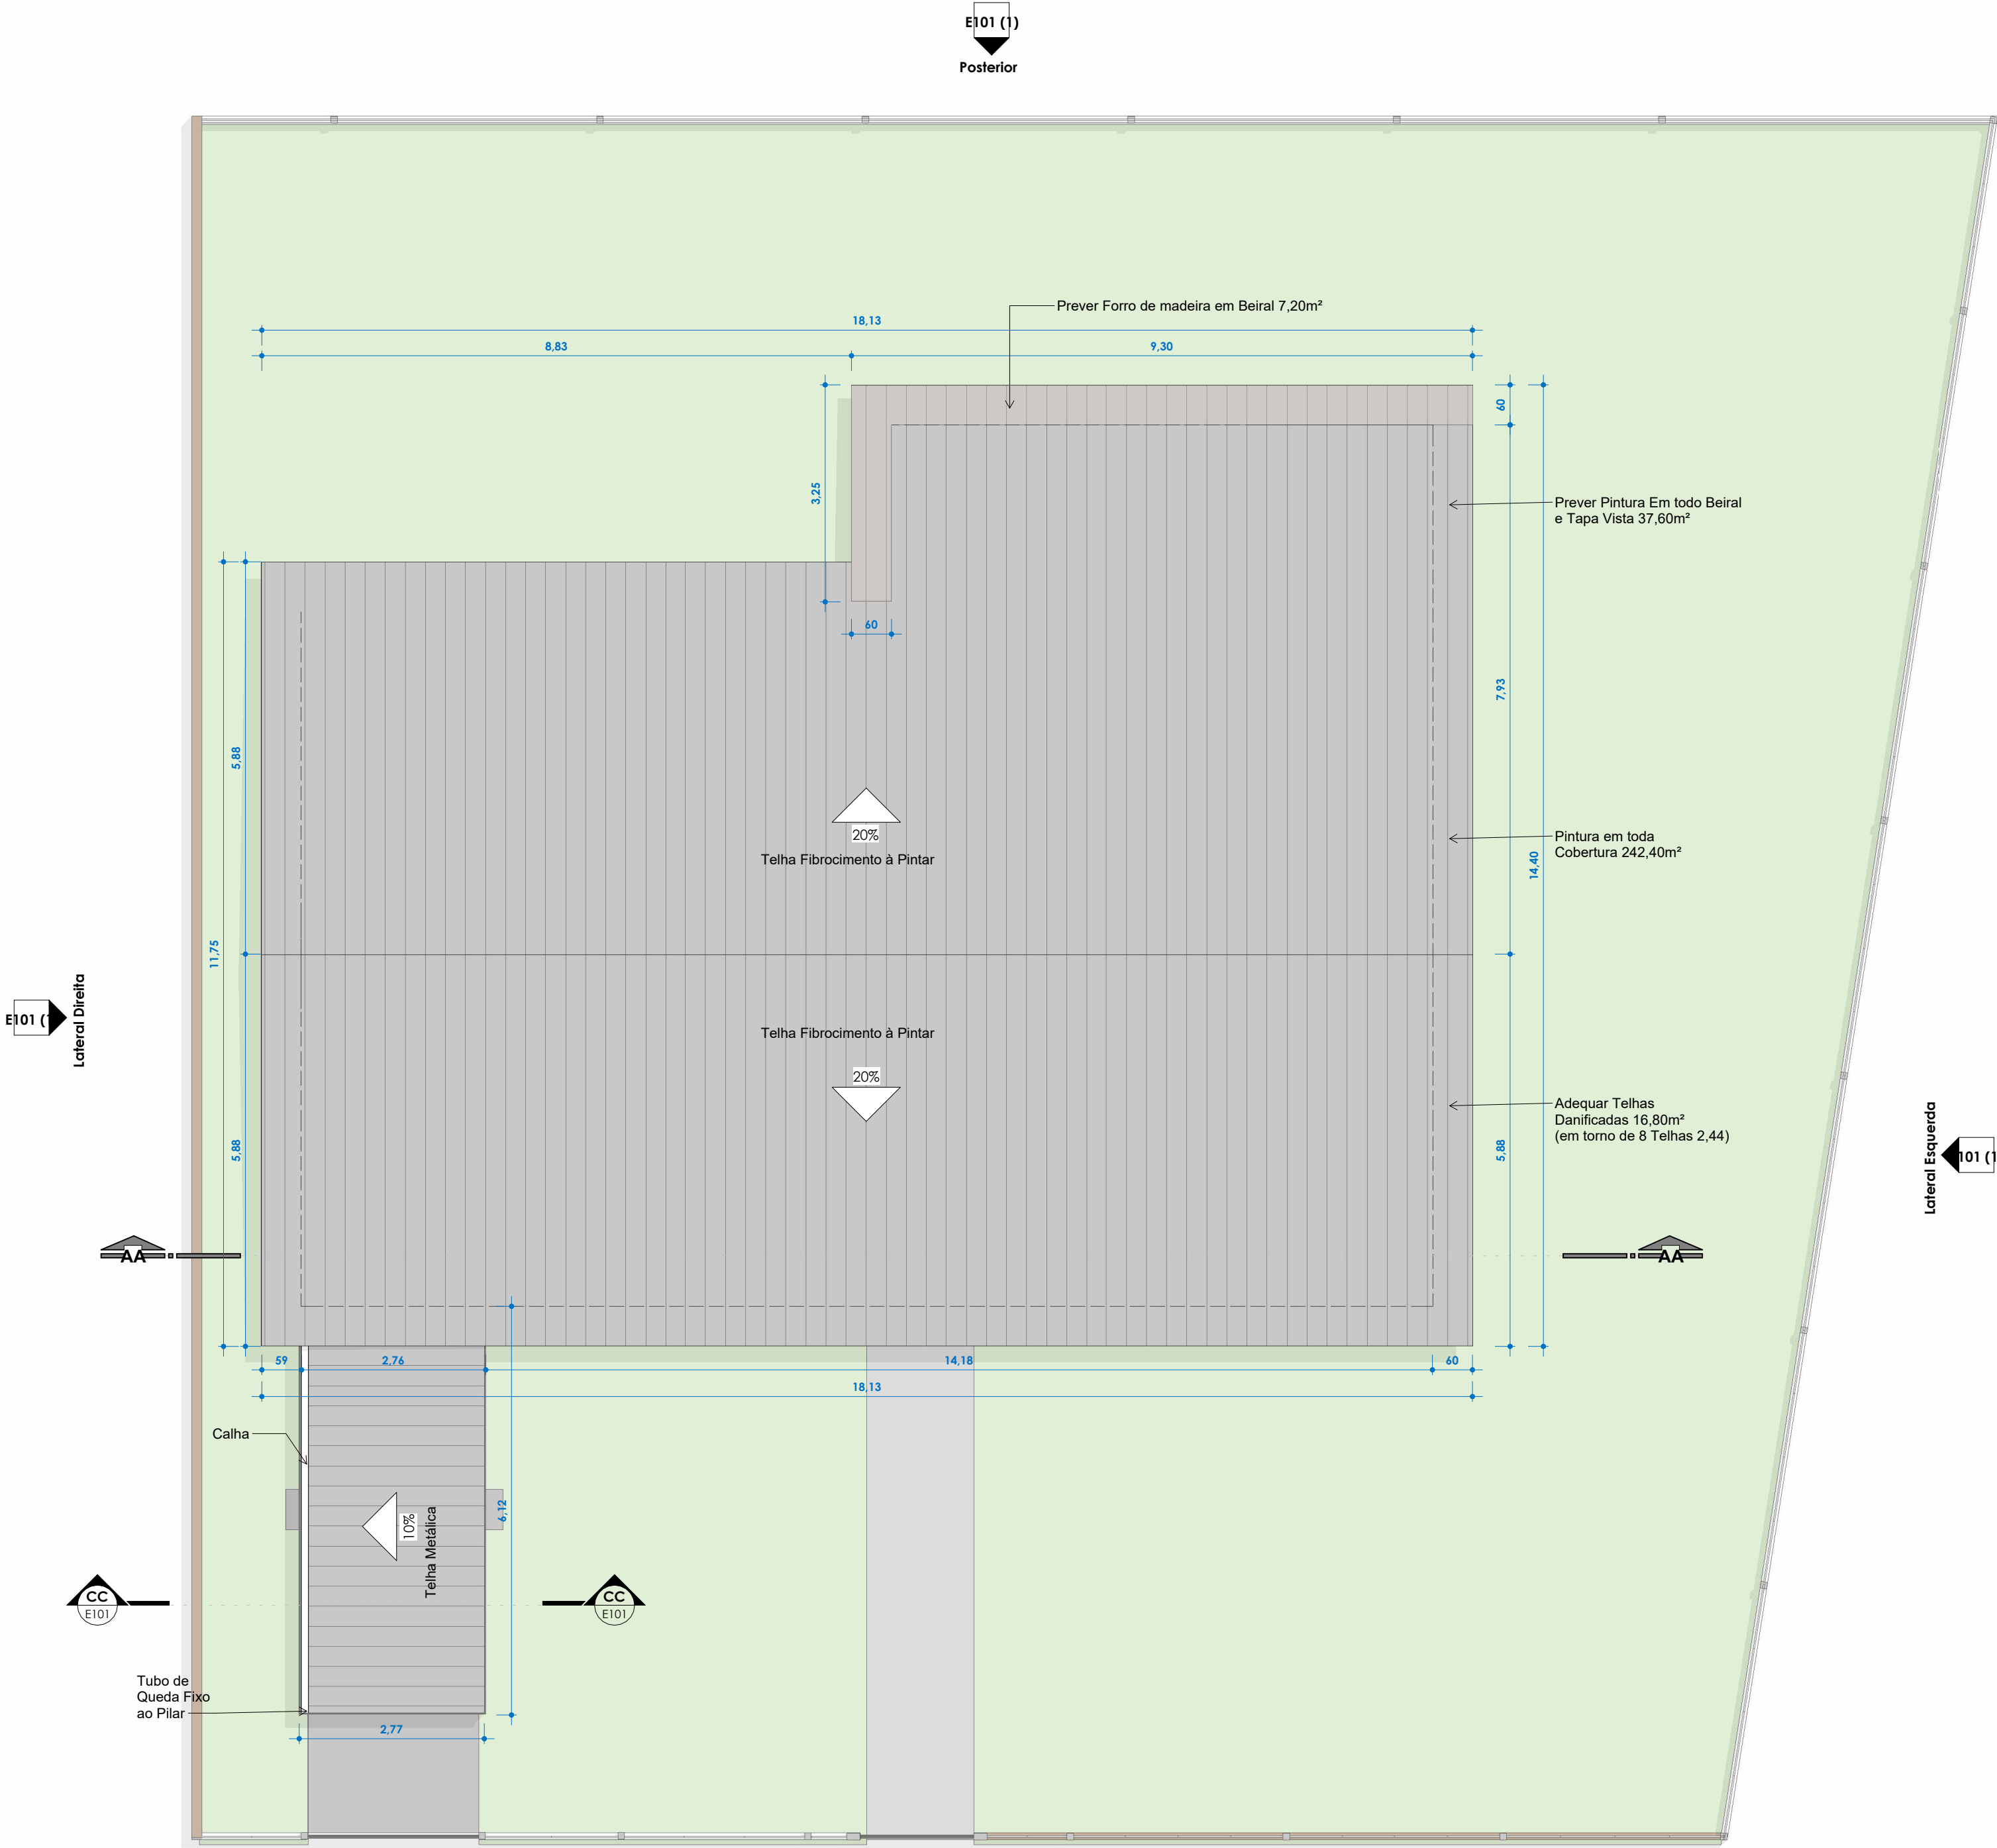 E101 (1)
Posterior
Prever Forro de madeira em Beiral 7,20m²
18,13
8,83
9,30
60
3,25
Prever Pintura Em todo Beiral
e Tapa Vista 37,60m²
60
7,93
5,88
20%
Telha Fibrocimento à Pintar
Pintura em toda
Cobertura 242,40m²
14,40
11,75
Lateral Direita
E101 (1
Telha Fibrocimento à Pintar
20%
Adequar Telhas
Danificadas 16,80m²
(em torno de 8 Telhas 2,44)
5,88
5,88
Lateral Esquerda
101 (1
AA
AA
59
2,76
14,18
60
18,13
Calha
6,12
10%
Telha Metálica
CC
E101
CC
E101
Tubo de
Queda Fixo
ao Pilar
2,77